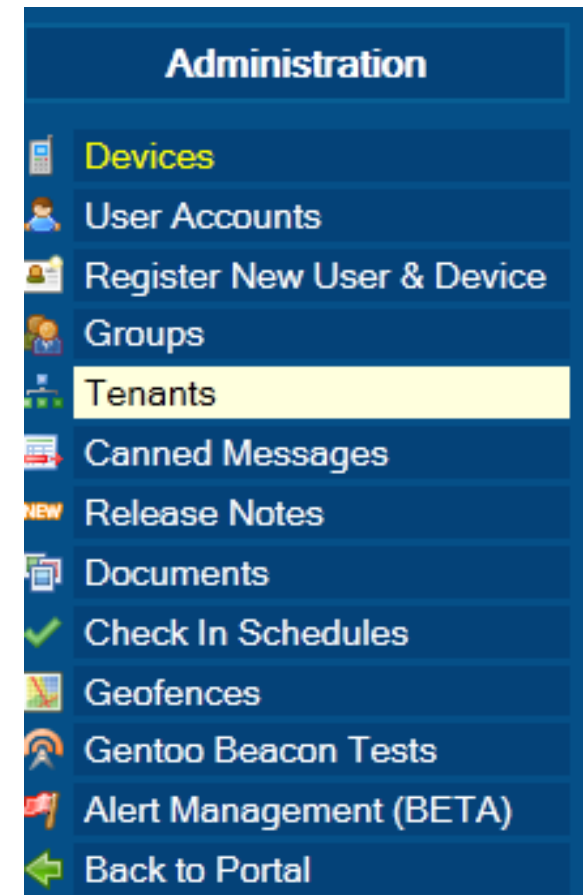 Administration
Devices
User Accounts
Register New User & Device
Groups
Tenants
Canned Messages
NEW Release Notes
Documents
Check In Schedules
Geofences
Gentoo Beacon Tests
Alert Management (BETA)
Back to Portal